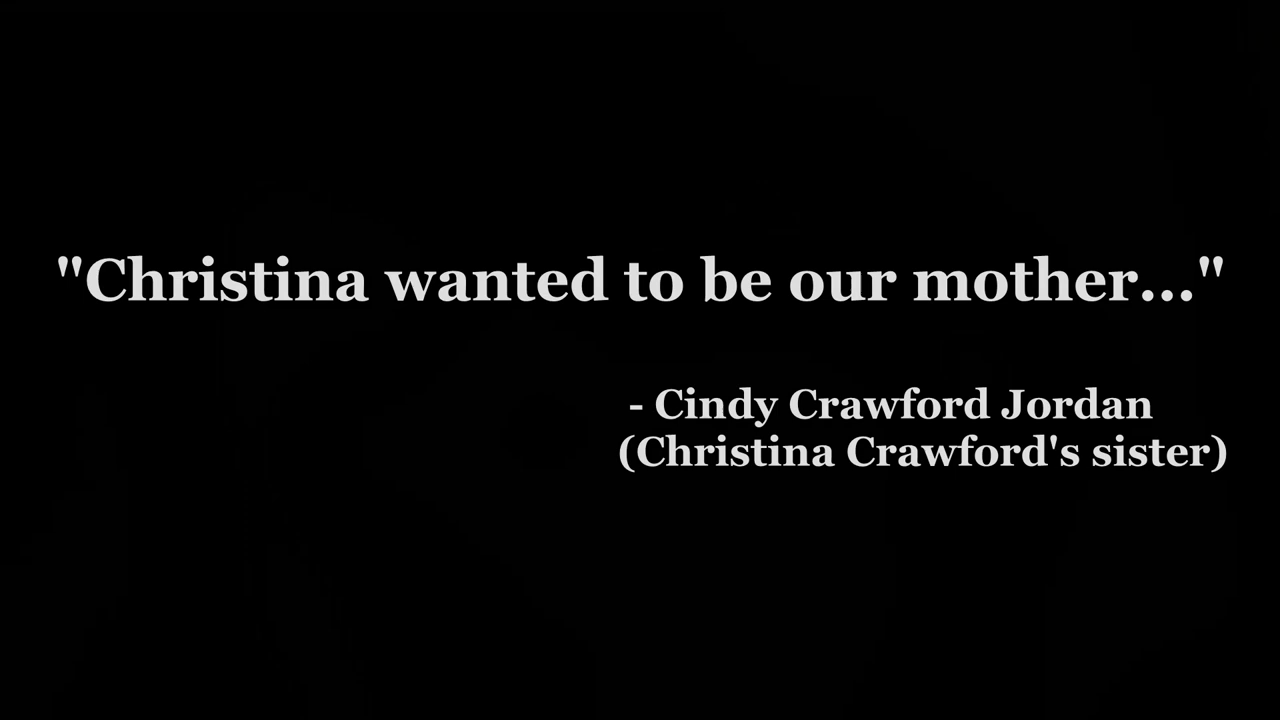 "Christina wanted to be our mother..."
- Cindy Crawford Jordan
(Christina Crawford's sister)